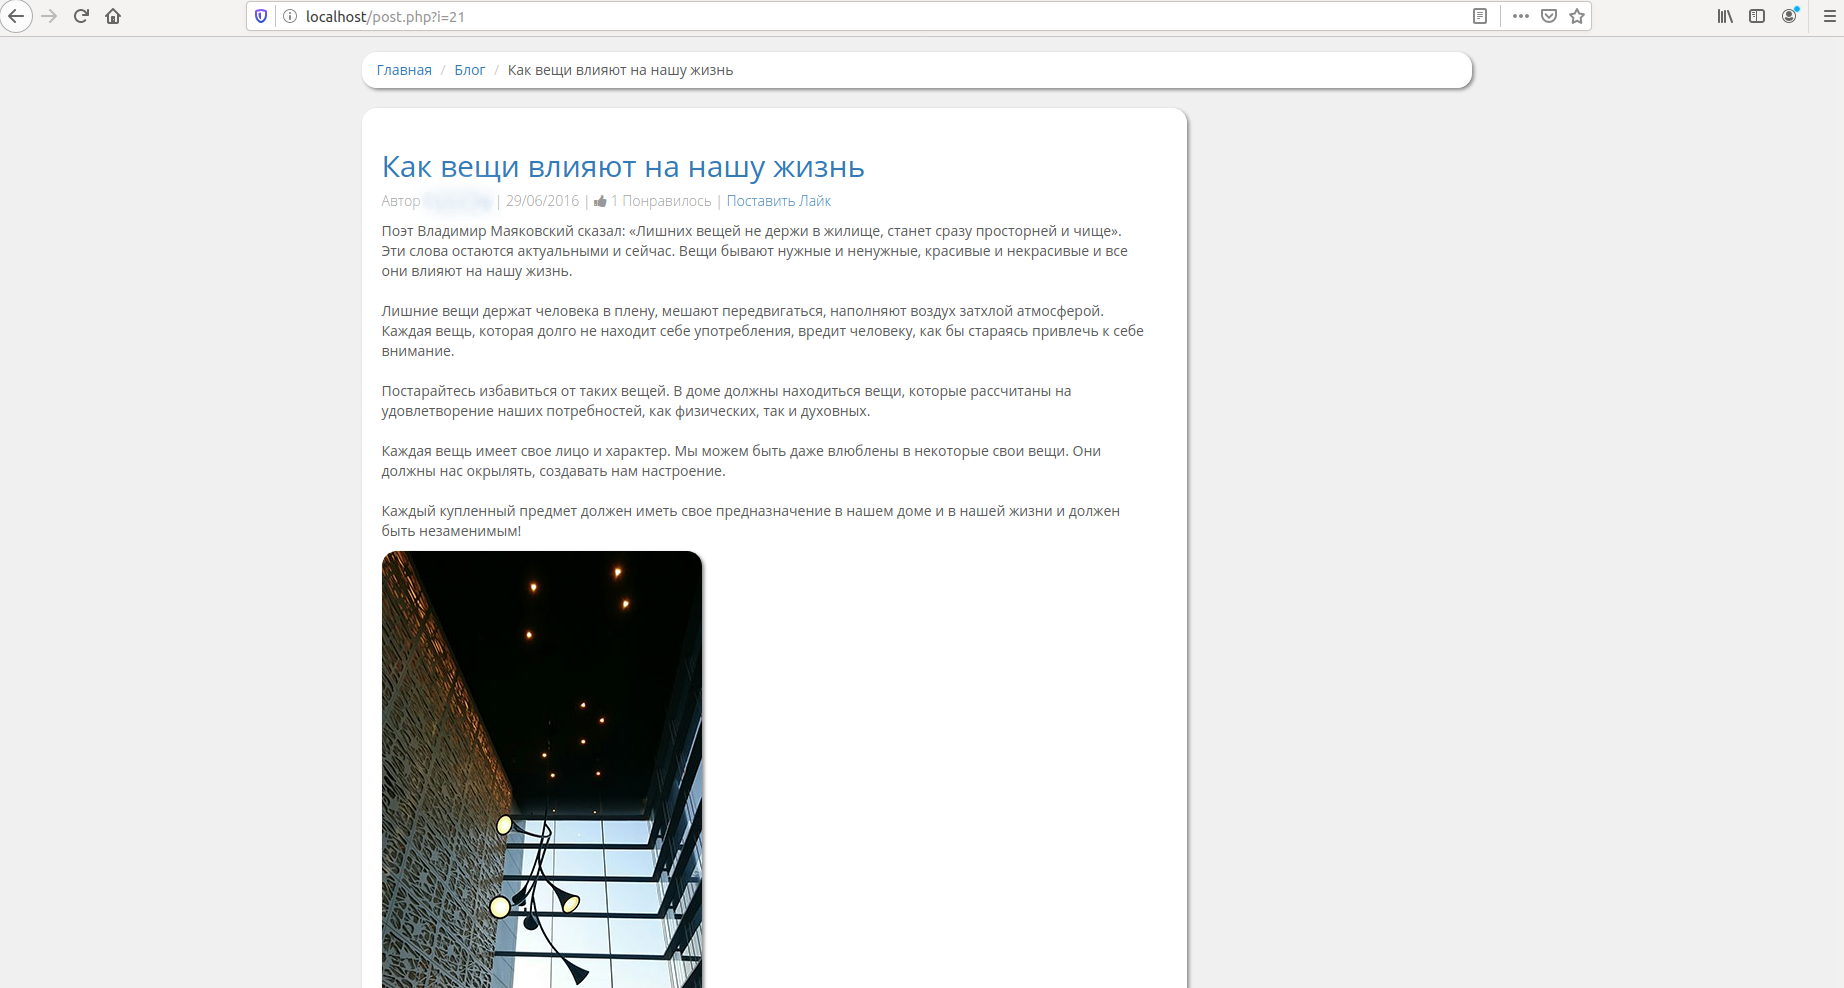 localhost/post.php?i=21
Главная / Блог / Как вещи влияют на нашу жизнь
Как вещи влияют на нашу жизнь
Автор | 29/06/2016 | 1 Понравилось | Поставить Лайк
Поэт Владимир Маяковский сказал: «Лишних вещей не держи в жилище, станет сразу просторней и чище».
Эти слова остаются актуальными и сейчас. Вещи бывают нужные и ненужные, красивые и некрасивые и все
они влияют на нашу жизнь.
Лишние вещи держат человека в плену, мешают передвигаться, наполняют воздух затхлой атмосферой.
Каждая вещь, которая долго не находит себе употребления, вредит человеку, как бы стараясь привлечь к себе
внимание.
Постарайтесь избавиться от таких вещей. В доме должны находиться вещи, которые рассчитаны на
удовлетворение наших потребностей, как физических, так и духовных.
Каждая вещь имеет свое лицо и характер. Мы можем быть даже влюблены в некоторые свои вещи. Они
должны нас окрылять, создавать нам настроение.
Каждый купленный предмет должен иметь свое предназначение в нашем доме и в нашей жизни и должен
быть незаменимым!